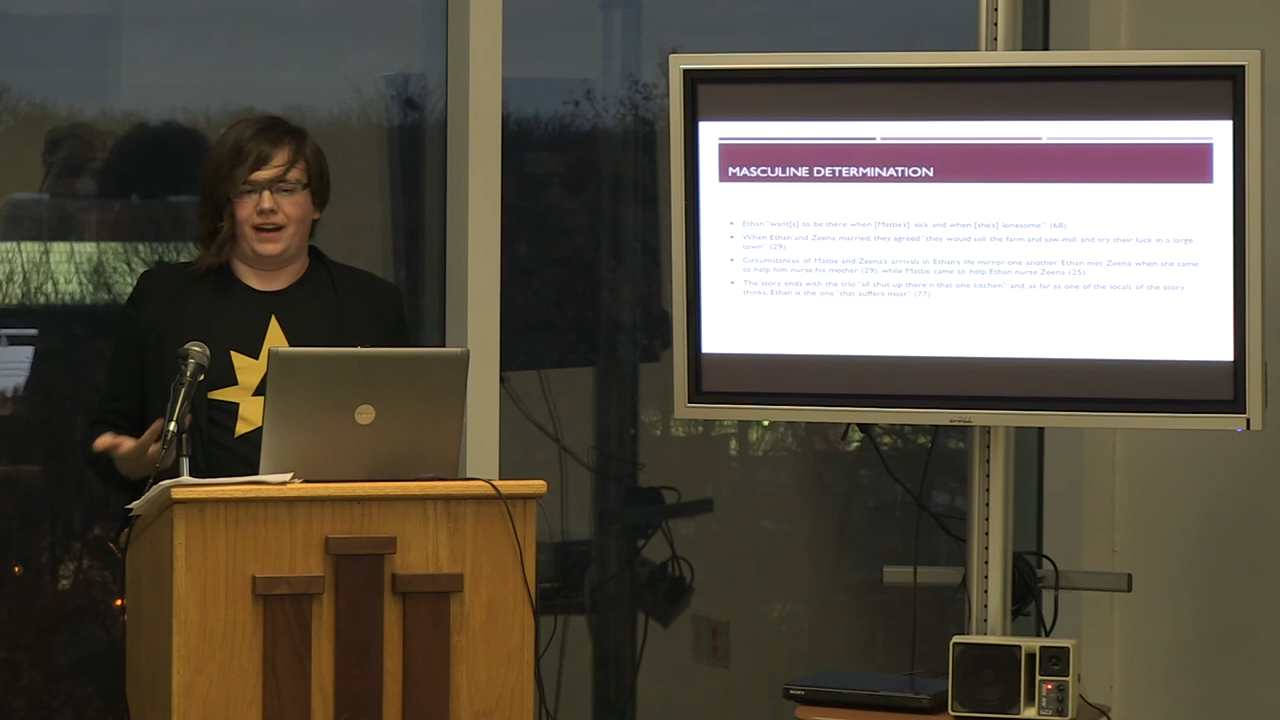 MASCULINE DETERMINATION
• Ethan "want[s] to be there when [Mattie's] sick and when [she's] lonesome" (68)
• When Ethan and Zeena married, they agreed "they would sell the farm and saw-mill and try their luck in a large
town" (29)
• Circumstances of Mattie and Zeena's arrivals in Ethan's life mirror one another. Ethan met Zeena when she came
to help him nurse his mother (29), while Mattie came to help Ethan nurse Zeena (25)
• The story ends with the trio "all shut up there'n that one kitchen" and, as far as one of the locals of the story
thinks, Ethan is the one "that suffers most" (77)
DELL
DELL
SONY